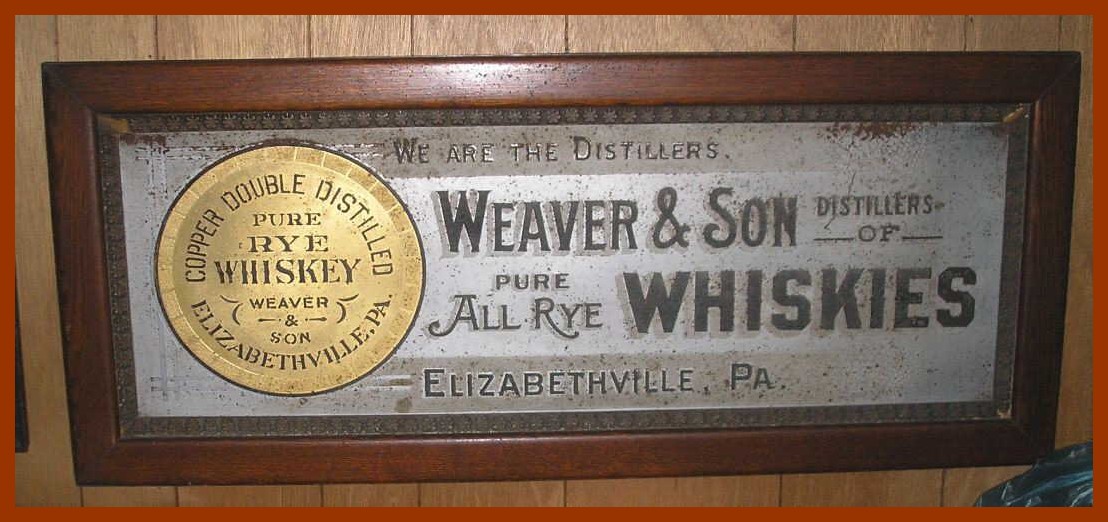 COPPER DOUBLE DISTILLED
PURE
RYE
WHISKEY
WEAVER
&
SON
ELIZABETHVILLE, PA.
WE ARE THE DISTILLERS.
WEAVER & SON DISTILLERS
OF
PURE
ALL RYE WHISKIES
ELIZABETHVILLE, PA.